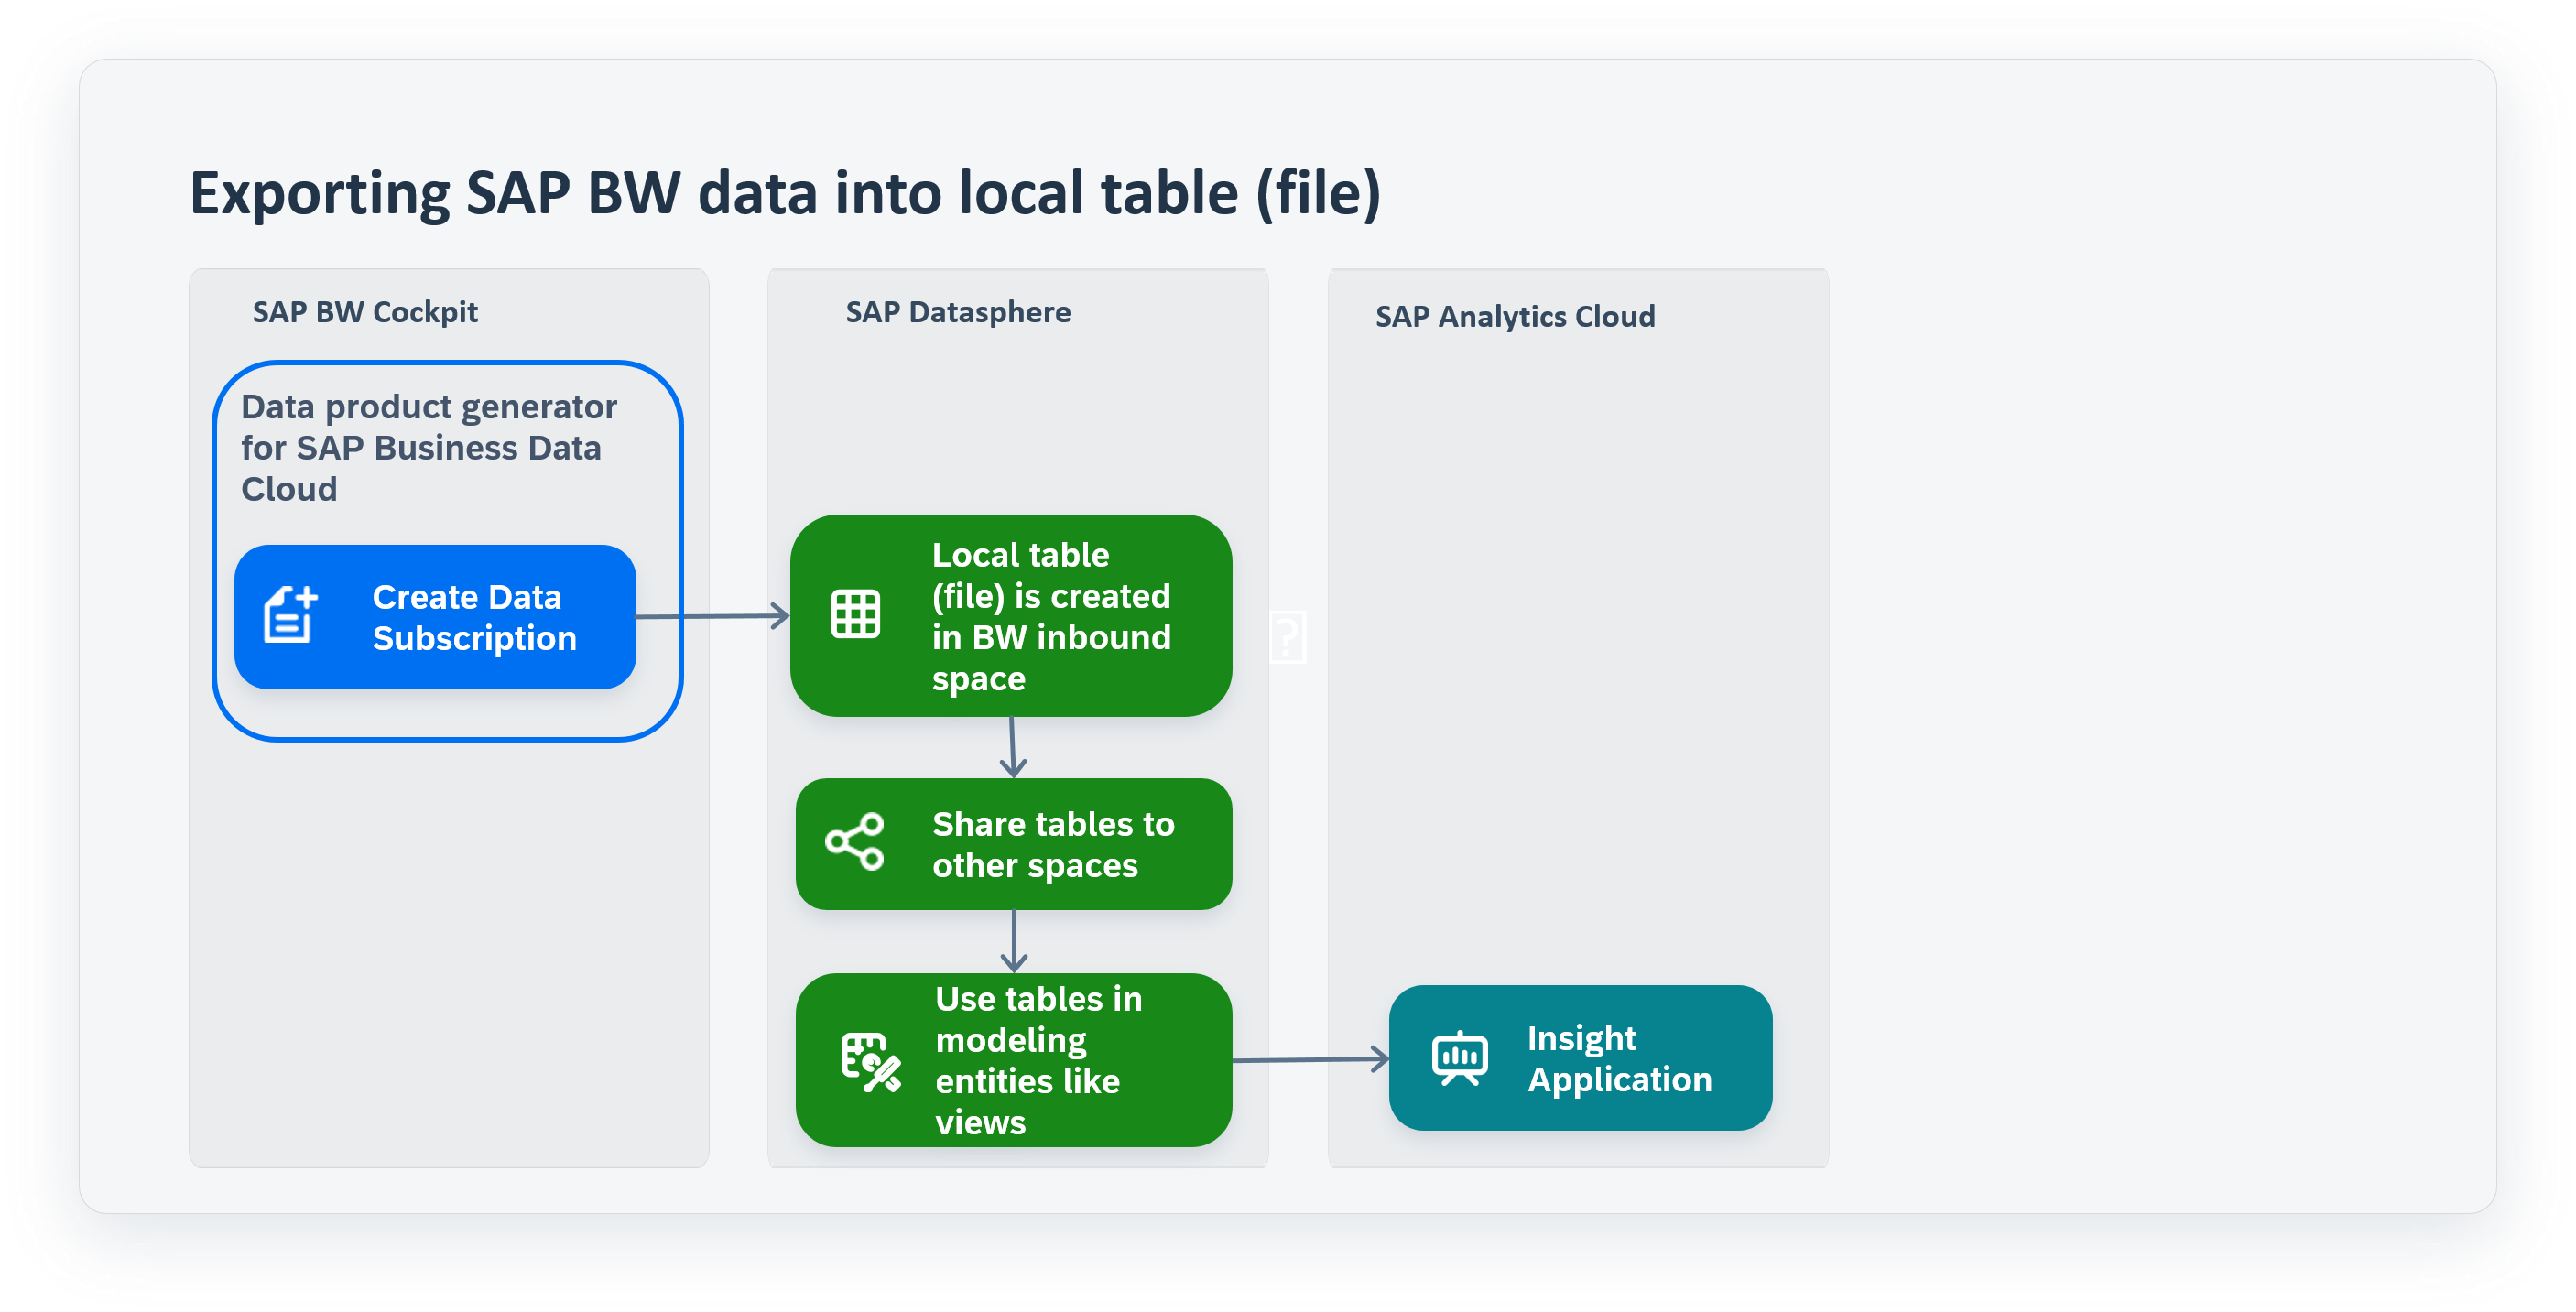 Exporting SAP BW data into local table (file)
SAP BW Cockpit
Data product generator
for SAP Business Data
Cloud
Create Data
Subscription
SAP Datasphere
Local table
(file) is created
in BW inbound
space
Share tables to
other spaces
Use tables in
modeling
entities like
views
SAP Analytics Cloud
Insight
Application